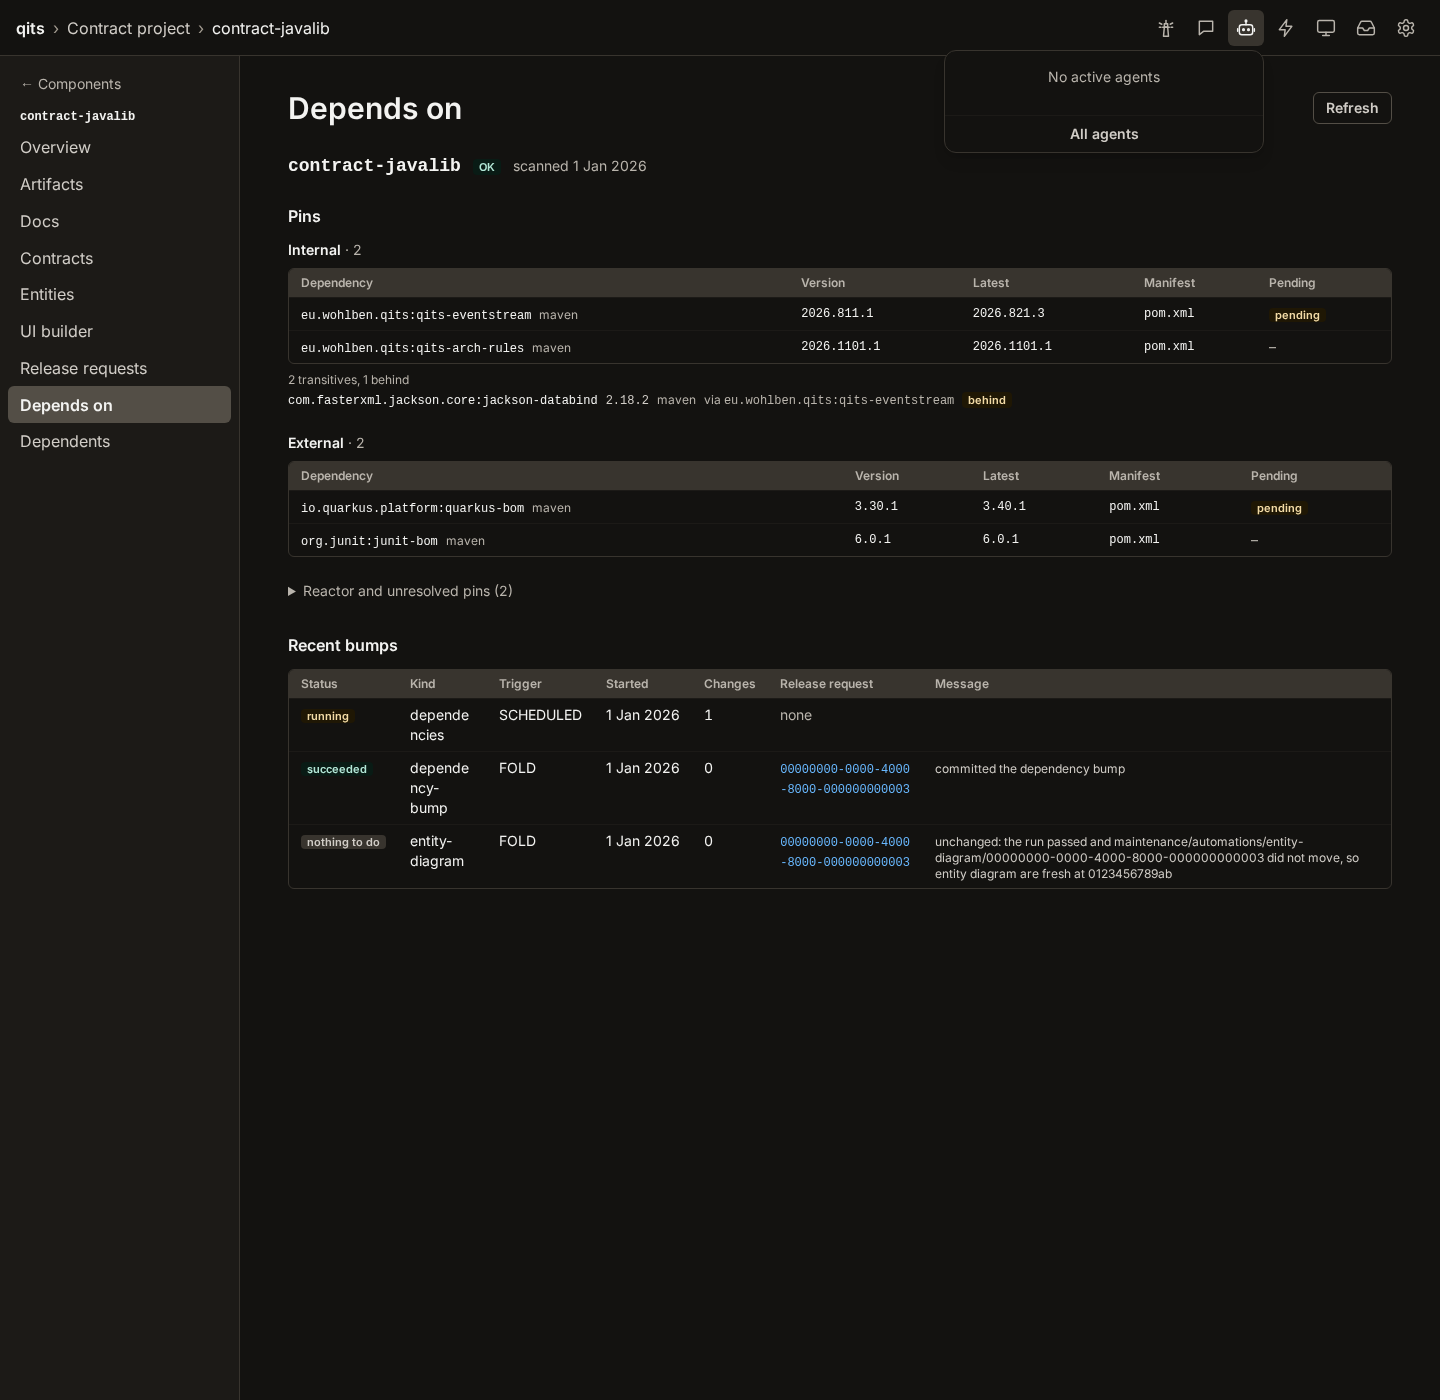 qits › Contract project › contract-javalib
No active agents
All agents
← Components
contract-javalib
Overview
Artifacts
Docs
Contracts
Entities
UI builder
Release requests
Depends on
Dependents
Depends on
Refresh
contract-javalib OK scanned 1 Jan 2026
Pins
Internal · 2
Dependency Version Latest Manifest Pending
eu.wohlben.qits:qits-eventstream maven 2026.811.1 2026.821.3 pom.xml pending
eu.wohlben.qits:qits-arch-rules maven 2026.1101.1 2026.1101.1 pom.xml –
2 transitives, 1 behind
com.fasterxml.jackson.core:jackson-databind 2.18.2 maven via eu.wohlben.qits:qits-eventstream behind
External · 2
Dependency Version Latest Manifest Pending
io.quarkus.platform:quarkus-bom maven 3.30.1 3.40.1 pom.xml pending
org.junit:junit-bom maven 6.0.1 6.0.1 pom.xml –
Reactor and unresolved pins (2)
Recent bumps
Status Kind Trigger Started Changes Release request Message
running depende SCHEDULED 1 Jan 2026 1 none
ncies
succeeded depende FOLD 1 Jan 2026 0 00000000-0000-4000 committed the dependency bump
ncy- -8000-000000000003
bump
nothing to do entity- FOLD 1 Jan 2026 0 00000000-0000-4000 unchanged: the run passed and maintenance/automations/entity-
diagram -8000-000000000003 diagram/00000000-0000-4000-8000-000000000003 did not move, so
entity diagram are fresh at 0123456789ab